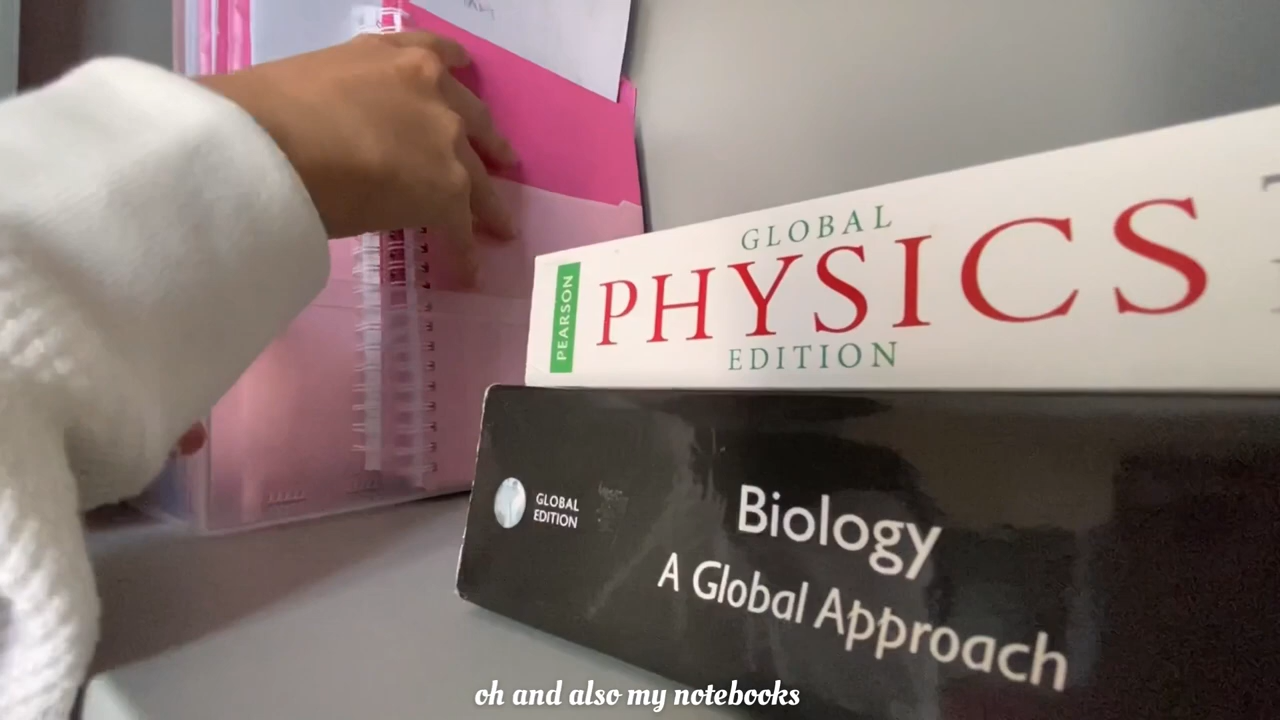 GLOBAL
PHYSICS
EDITION
PEARSON
GLOBAL
EDITION
Biology
A Global Approach
oh and also my notebooks